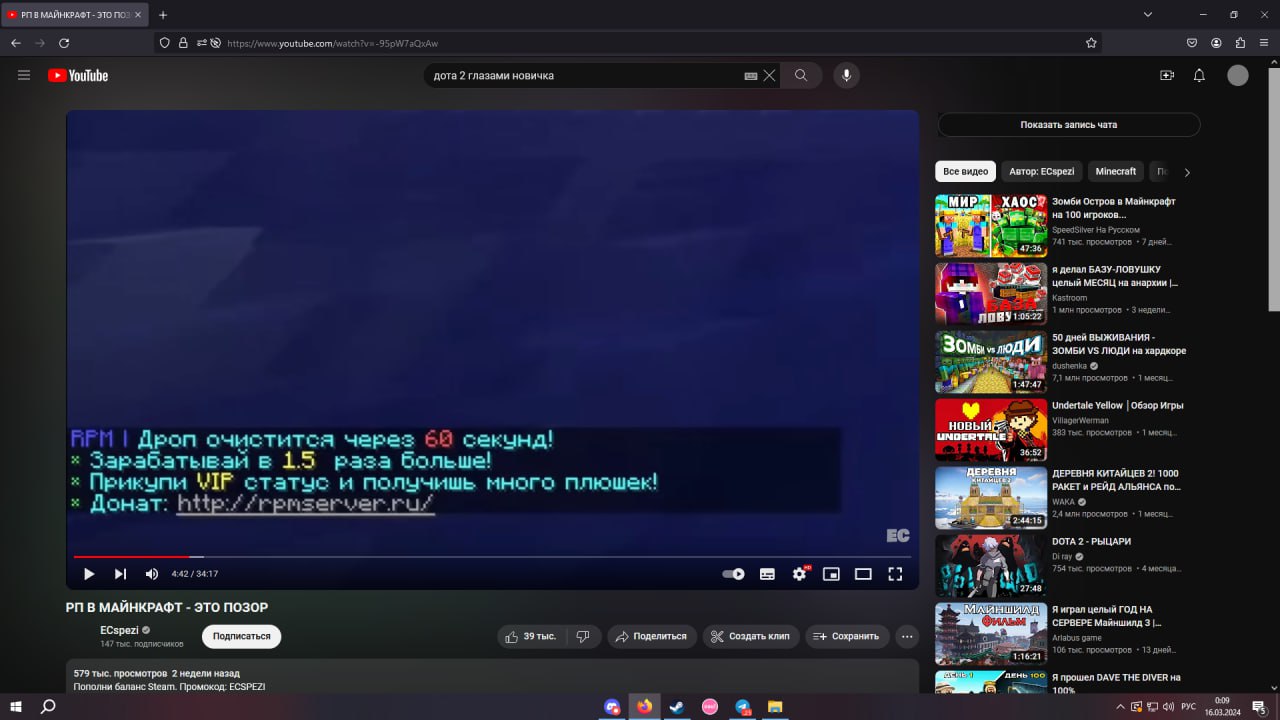 РП В МАЙНКРАФТ - ЭТО ПОЗ
https://www.youtube.com/watch?v=-95pW7aQxAw
YouTube
дота 2 глазами новичка
RPM | Дроп очистится через 60 секунд!
× Зарабатывай в 1.5 раза больше!
× Прикупи VIP статус и получишь много плюшек!
× Донат: http://rpmserver.ru/
EC
4:42 / 34:17
HD
РП В МАЙНКРАФТ - ЭТО ПОЗОР
ECspezi
147 тыс. подписчиков
Подписаться
39 тыс.
Поделиться
Создать клип
Сохранить
579 тыс. просмотров 2 недели назад
Пополни баланс Steam. Промокод: ECSPEZI
Показать запись чата
Все видео
Автор: ECspezi
Minecraft
МИР ХАОС
47:36
Зомби Остров в Майнкрафт
на 100 игроков...
SpeedSilver На Русском
741 тыс. просмотров • 7 дней...
БАЗА
ЛОВУ
1:05:22
я делал БАЗУ-ЛОВУШКУ
целый МЕСЯЦ на анархии |...
Kastroom
1 млн просмотров • 3 недели...
ЗОМБИ VS ЛЮДИ
1:47:47
50 дней ВЫЖИВАНИЯ -
ЗОМБИ VS ЛЮДИ на хардкоре
dushenka
7,1 млн просмотров • 1 месяц...
НОВЫЙ
UNDERTALE
36:52
Undertale Yellow │Обзор Игры
VillagerWerman
383 тыс. просмотров • 1 месяц...
ДЕРЕВНЯ
КИТАЙЦЕВ 2
2:44:15
ДЕРЕВНЯ КИТАЙЦЕВ 2! 1000
РАКЕТ и РЕЙД АЛЬЯНСА по...
WAKA
2,4 млн просмотров • 1 месяц...
27:48
DOTA 2 - РЫЦАРИ
Di ray
754 тыс. просмотров • 4 месяца...
МАЙНШИЛД
ФИЛЬМ
1:16:21
Я играл целый ГОД НА
СЕРВЕРЕ Майншилд 3 |...
Arlabus game
106 тыс. просмотров • 13 дней...
ДЕНЬ 1 ДЕНЬ 100
Я прошел DAVE THE DIVER на
100%
РУС
0:09
16.03.2024